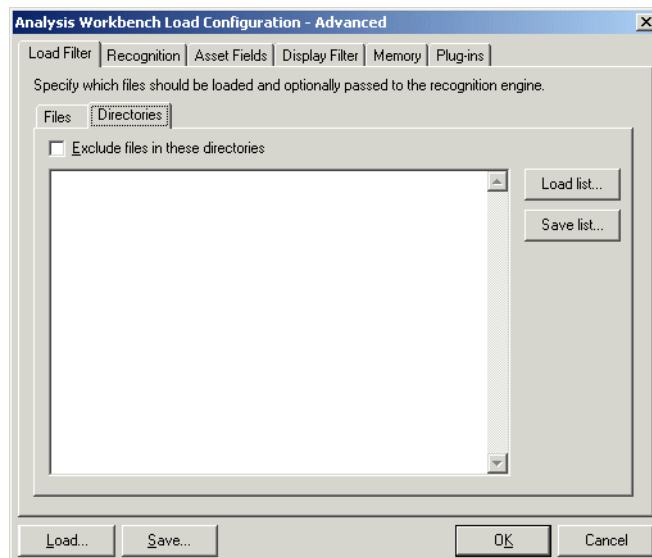 Analysis Workbench Load Configuration - Advanced
Load Filter Recognition Asset Fields Display Filter Memory Plug-ins
Specify which files should be loaded and optionally passed to the recognition engine.
Files Directories
Exclude files in these directories
Load list...
Save list...
Load... Save... OK Cancel